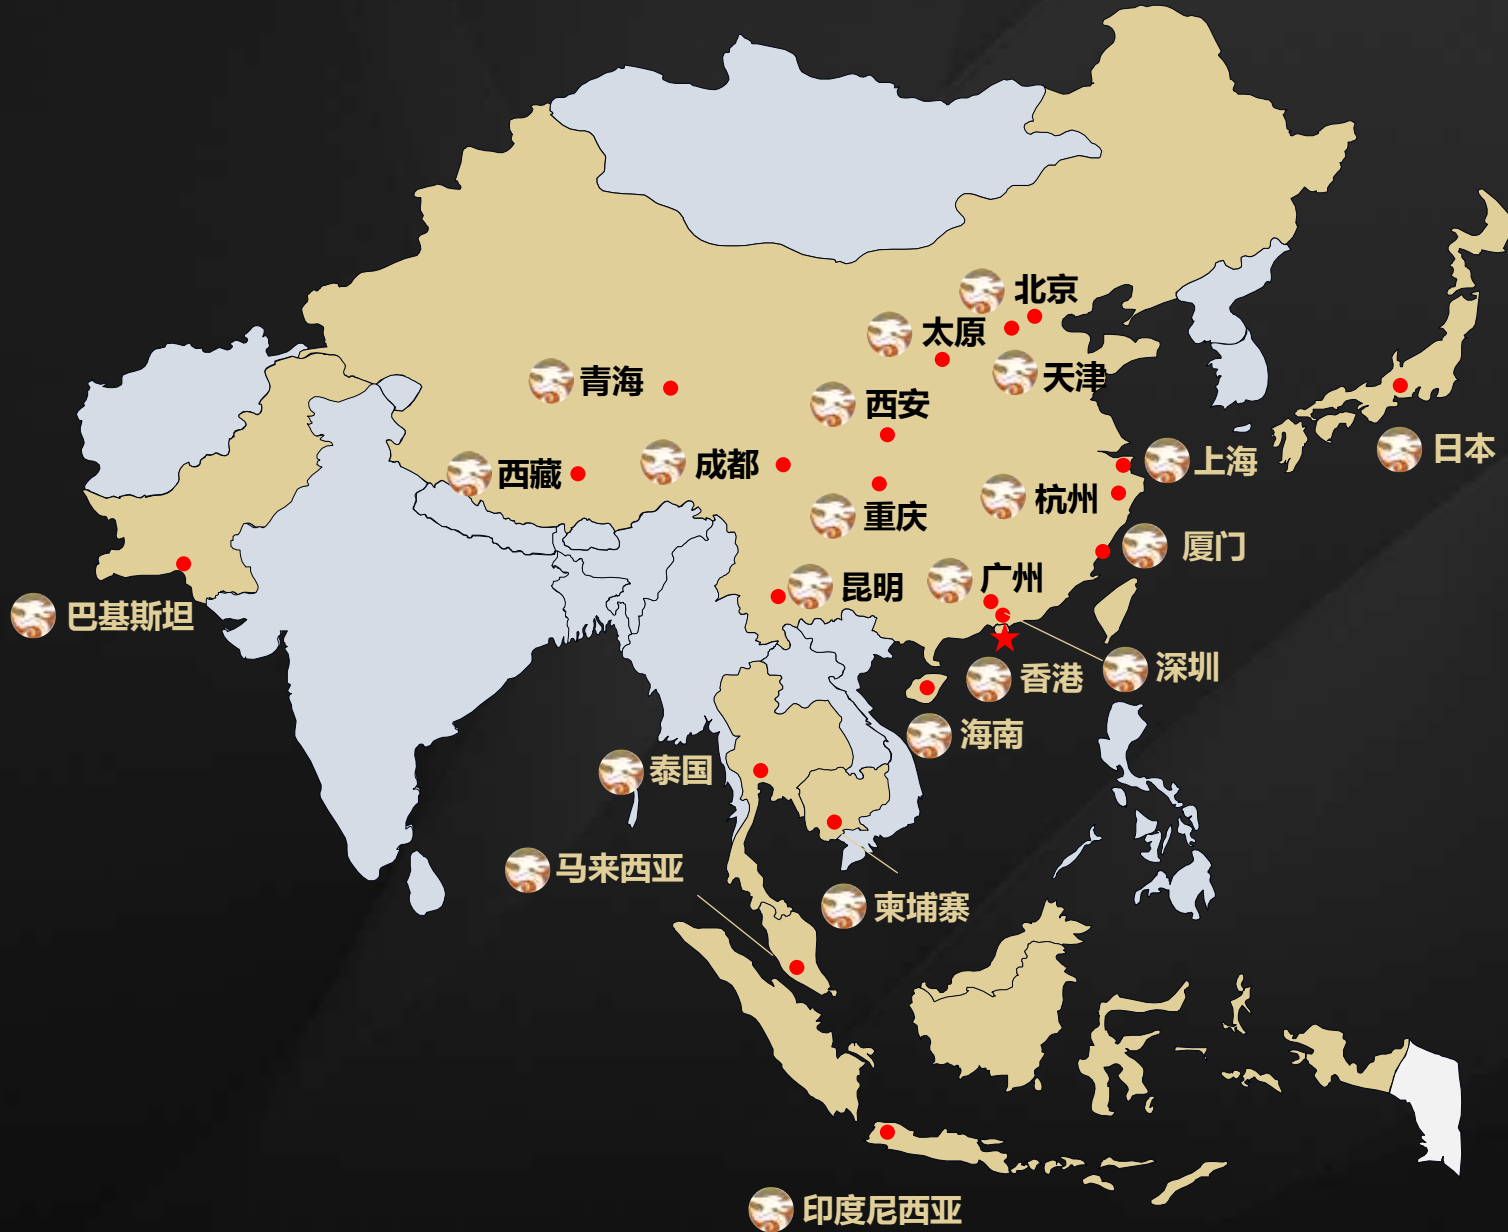 北京
太原
天津
青海
西安
日本
上海
成都
西藏
杭州
重庆
厦门
广州
昆明
巴基斯坦
深圳
香港
海南
泰国
马来西亚
柬埔寨
印度尼西亚